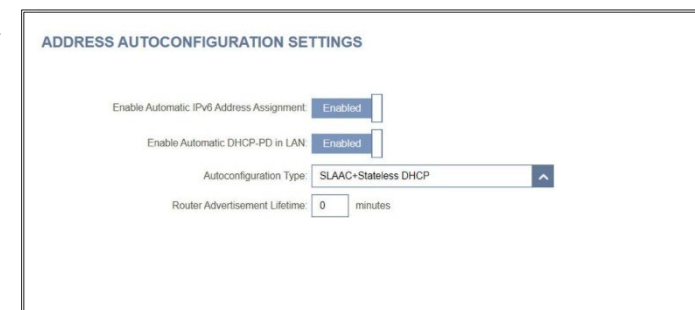 ADDRESS AUTOCONFIGURATION SETTINGS
Enable Automatic IPv6 Address Assignment: Enabled
Enable Automatic DHCP-PD in LAN: Enabled
Autoconfiguration Type: SLAAC+Stateless DHCP
Router Advertisement Lifetime: 0 minutes